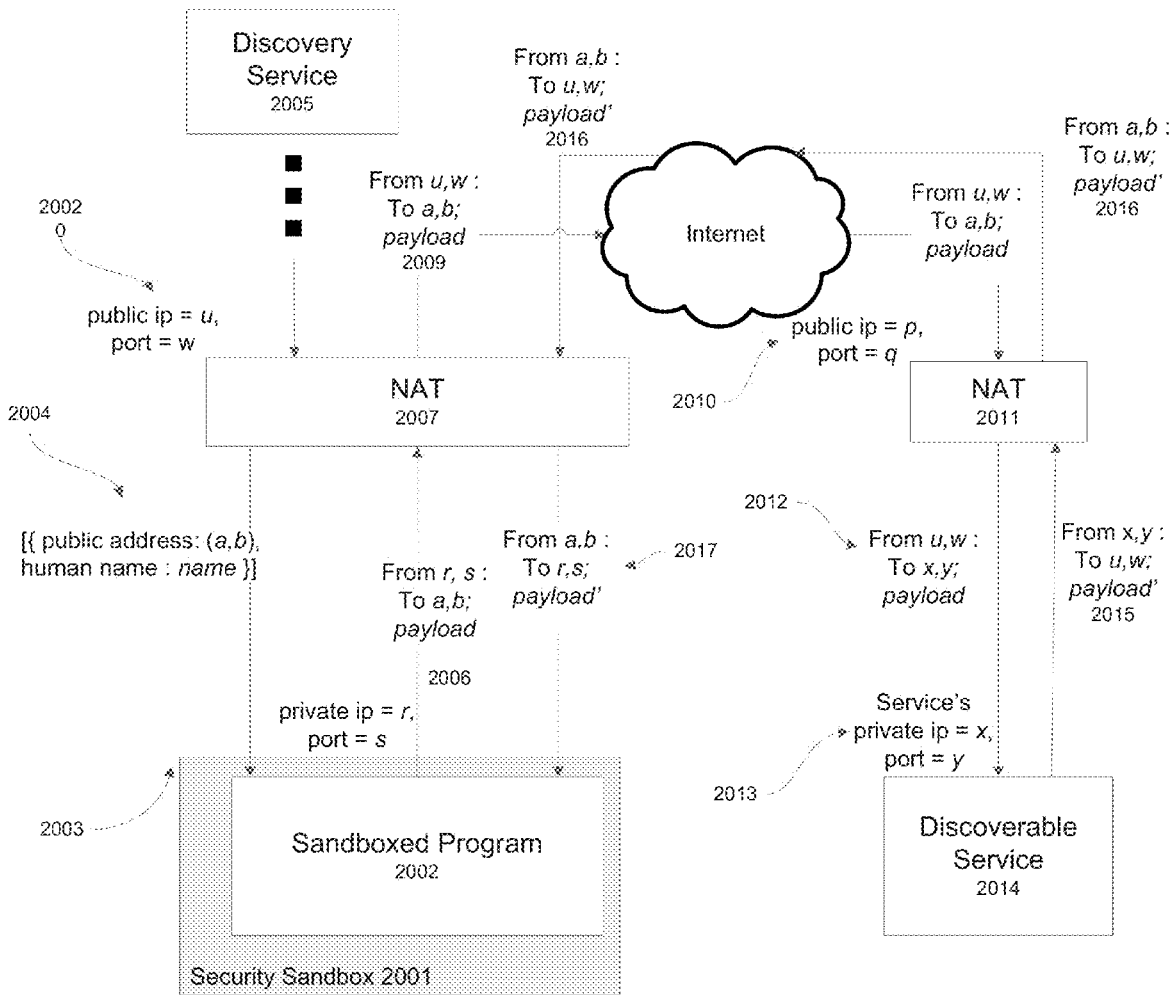 Discovery
Service
2005
From a,b :
To u,w;
payload'
2016
From a,b :
To u.w;
payload'
2016
2002
0
From u,w :
To a,b;
payload
2009
Internet
From u,w :
To a,b;
payload
public ip = u,
port = w
public ip = p,
port = q
NAT
2007
2010
NAT
2011
2004
[{ public address: (a,b),
human name : name }]
From r, s :
To a,b;
payload
2006
From a,b :
To r,s;
payload'
2017
2012
From u,w :
To x,y;
payload
From x,y :
To u,w;
payload'
2015
private ip = r,
port = s
Service's
private ip = x,
port = y
2003
2013
Sandboxed Program
2002
Discoverable
Service
2014
Security Sandbox 2001